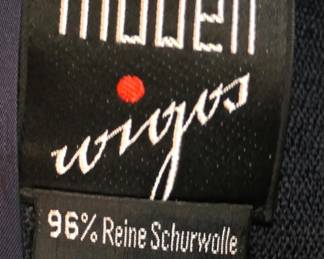 moden
wigos
96% Reine Schurwolle